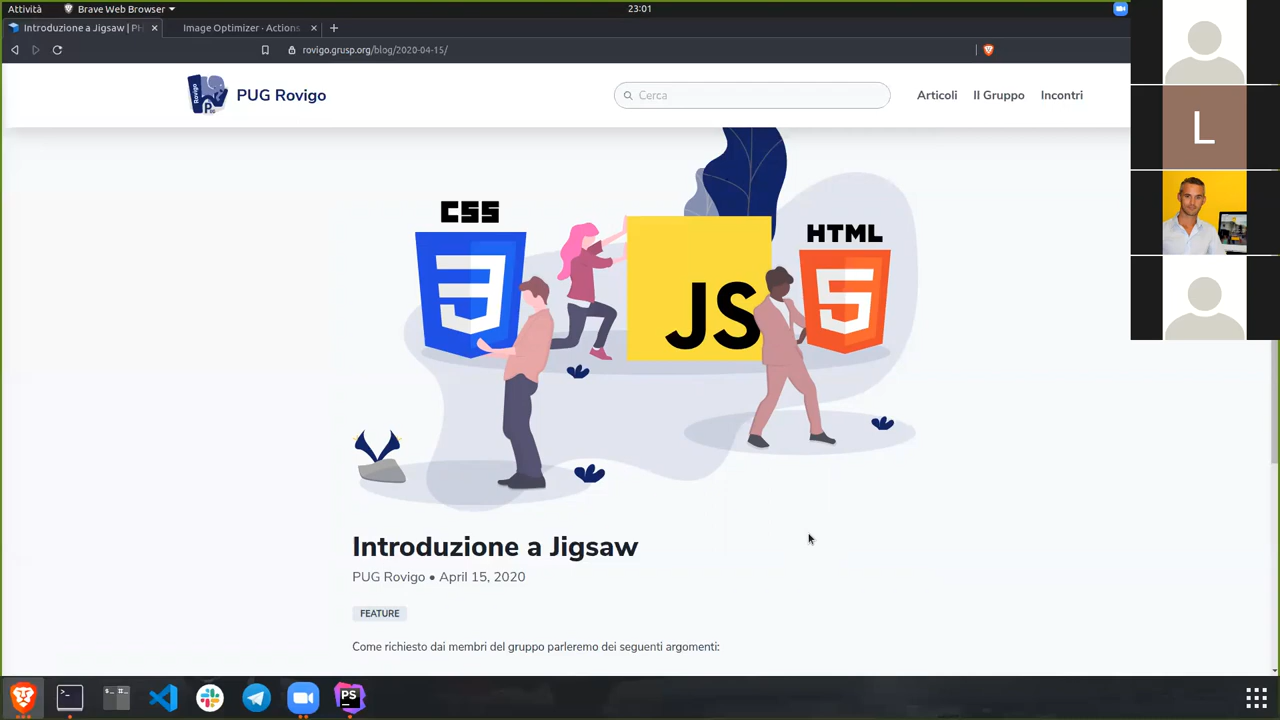 Attività
Brave Web Browser
23:01
Introduzione a Jigsaw | PH
Image Optimizer · Actions
rovigo.grusp.org/blog/2020-04-15/
Rovigo
PUG Rovigo
Cerca
Articoli
Il Gruppo
Incontri
L
CSS
HTML
JS
Introduzione a Jigsaw
PUG Rovigo • April 15, 2020
FEATURE
Come richiesto dai membri del gruppo parleremo dei seguenti argomenti:
PS